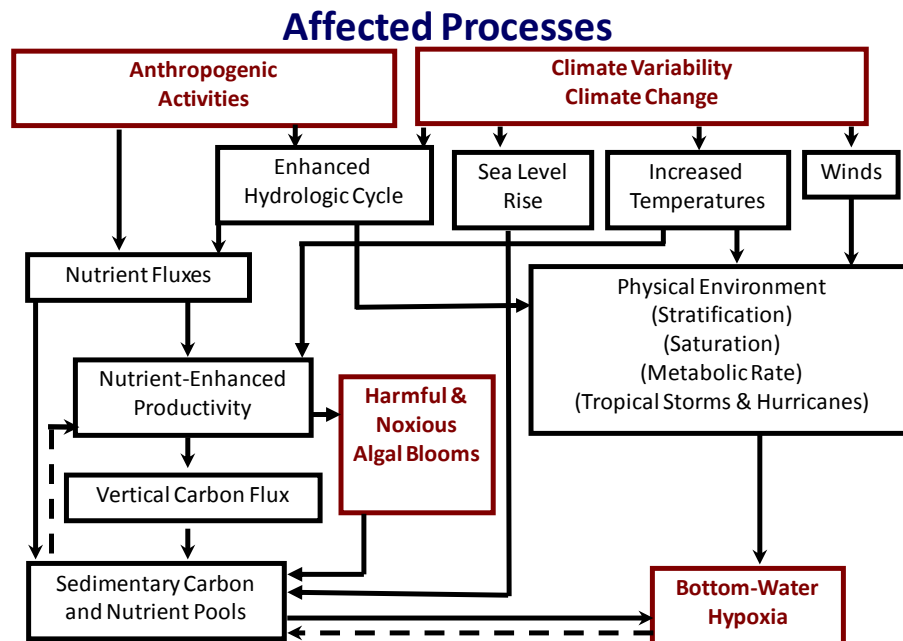 Affected Processes
Anthropogenic
Activities
Climate Variability
Climate Change
Enhanced
Hydrologic Cycle
Sea Level
Rise
Increased
Temperatures
Winds
Nutrient Fluxes
Physical Environment
(Stratification)
(Saturation)
(Metabolic Rate)
(Tropical Storms & Hurricanes)
Nutrient-Enhanced
Productivity
Harmful &
Noxious
Algal Blooms
Vertical Carbon Flux
Sedimentary Carbon
and Nutrient Pools
Bottom-Water
Hypoxia